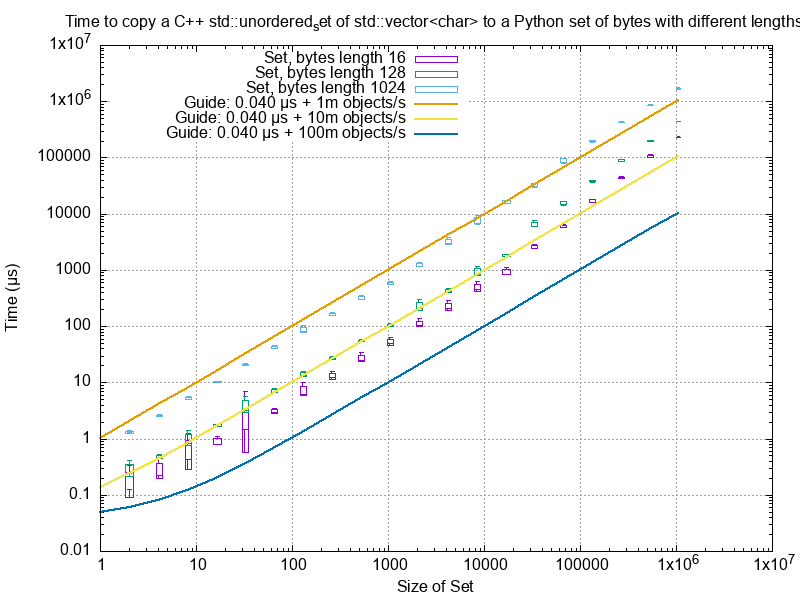 Time to copy a C++ std::unordered_set of std::vector<char> to a Python set of bytes with different lengths
1x10^7
Set, bytes length 16
Set, bytes length 128
Set, bytes length 1024
1x10^6
Guide: 0.040 µs + 1m objects/s
Guide: 0.040 µs + 10m objects/s
Guide: 0.040 µs + 100m objects/s
100000
10000
1000
100
10
1
0.1
0.01
Time (µs)
1 10 100 1000 10000 100000 1x10^6 1x10^7
Size of Set